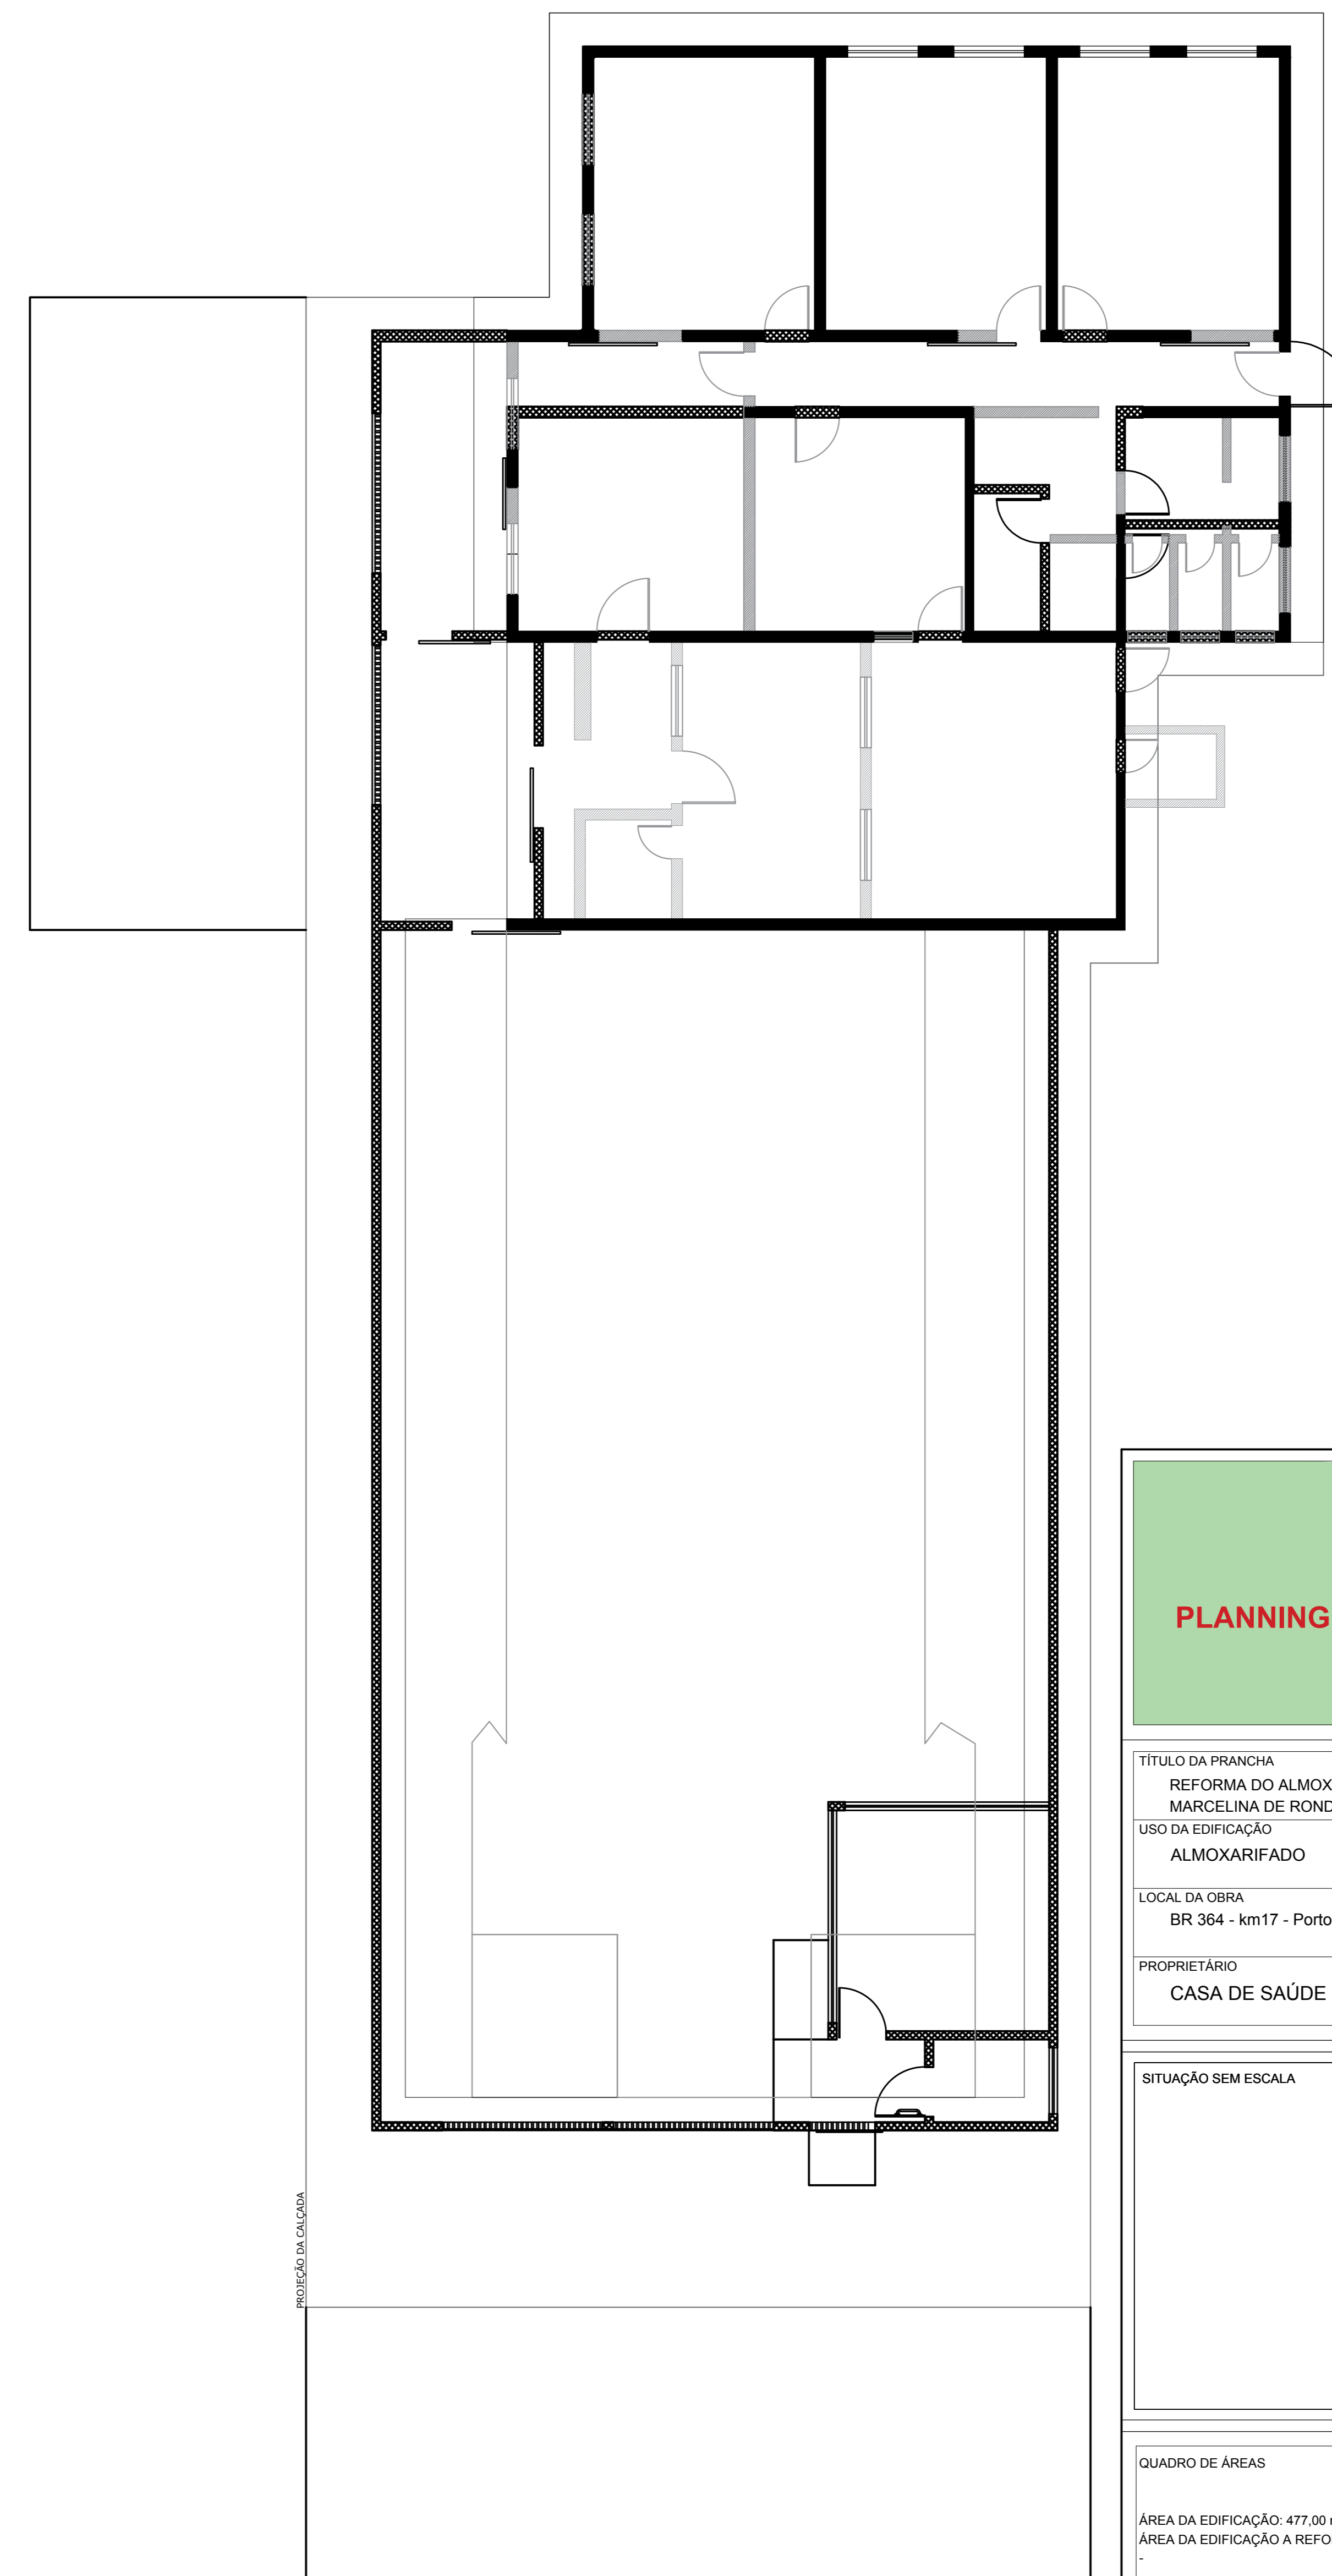 PROJEÇÃO DA CALÇADA
PLANNING
TÍTULO DA PRANCHA
REFORMA DO ALMOX
MARCELINA DE ROND
USO DA EDIFICAÇÃO
ALMOXARIFADO
LOCAL DA OBRA
BR 364 - km17 - Porto
PROPRIETÁRIO
CASA DE SAÚDE
SITUAÇÃO SEM ESCALA
QUADRO DE ÁREAS
ÁREA DA EDIFICAÇÃO: 477,00
ÁREA DA EDIFICAÇÃO A REFO
-